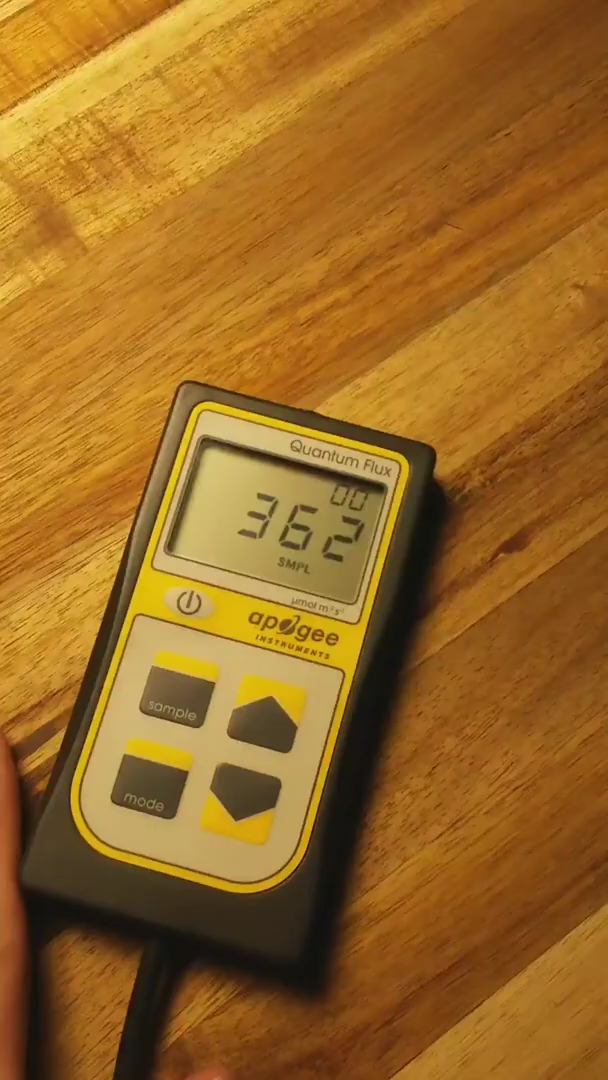 Quantum Flux
00
362
SMPL
µmol m⁻² s⁻¹
apogee
INSTRUMENTS
sample
mode